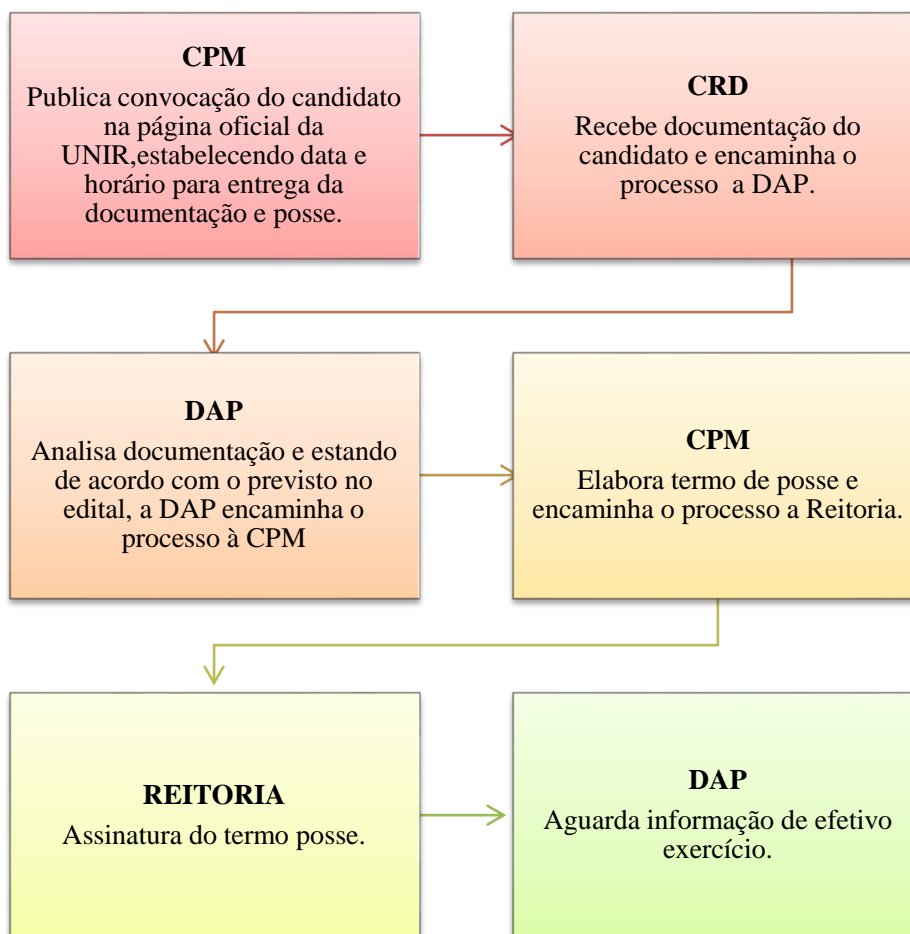 CPM
Publica convocação do candidato
na página oficial da
UNIR,estabelecendo data e
horário para entrega da
documentação e posse.
CRD
Recebe documentação do
candidato e encaminha o
processo a DAP.
DAP
Analisa documentação e estando
de acordo com o previsto no
edital, a DAP encaminha o
processo à CPM
CPM
Elabora termo de posse e
encaminha o processo a Reitoria.
REITORIA
Assinatura do termo posse.
DAP
Aguarda informação de efetivo
exercício.